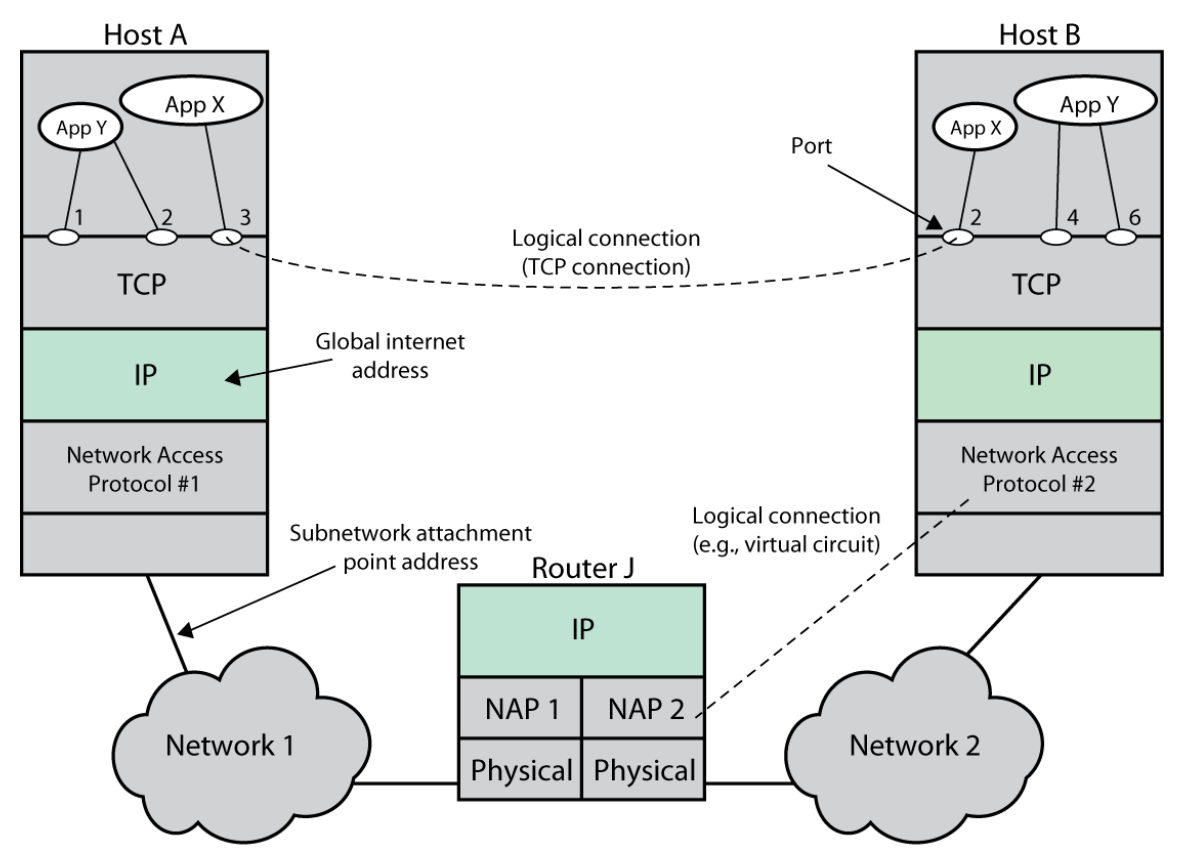 Host A
Host B
App X
App Y
App X
App Y
Port
1
2
3
2
4
6
Logical connection
(TCP connection)
TCP
TCP
Global internet
address
IP
IP
Network Access
Protocol #1
Network Access
Protocol #2
Logical connection
(e.g., virtual circuit)
Subnetwork attachment
point address
Router J
IP
NAP 1
NAP 2
Network 1
Network 2
Physical
Physical